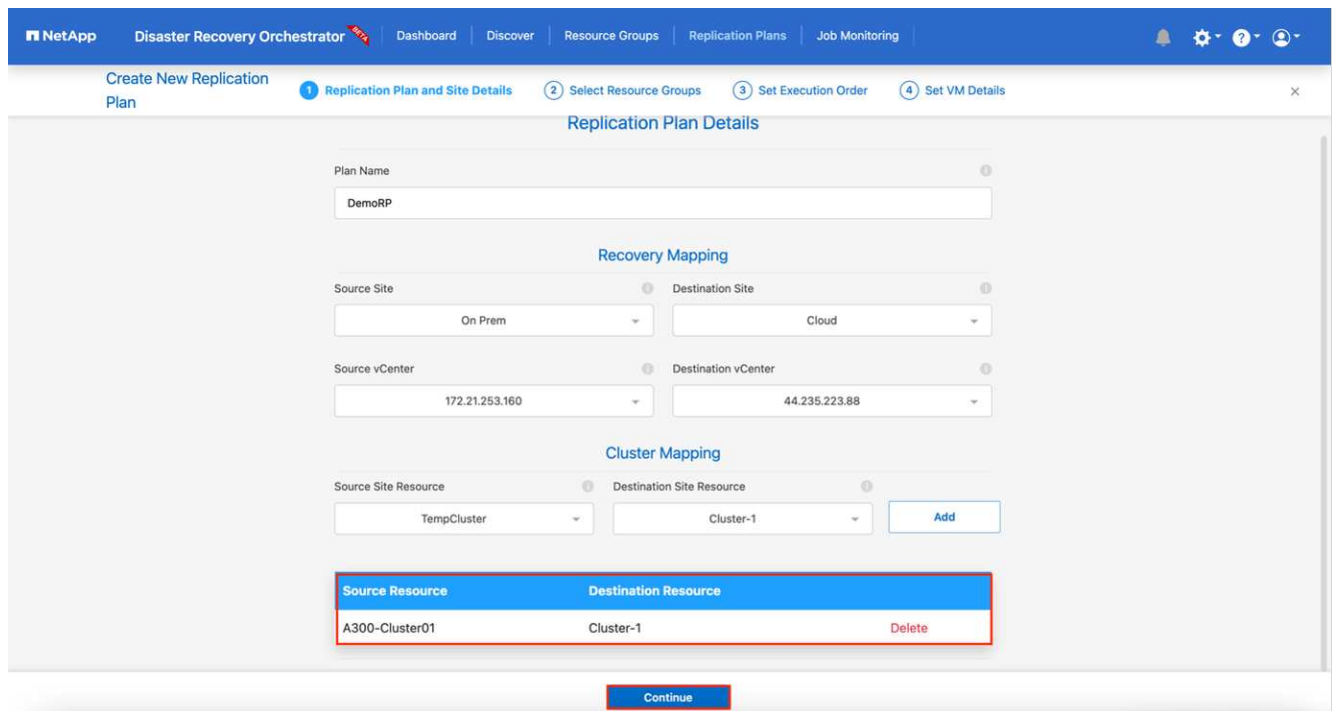 NetApp Disaster Recovery Orchestrator BETA Dashboard Discover Resource Groups Replication Plans Job Monitoring
Create New Replication
Plan
1 Replication Plan and Site Details 2 Select Resource Groups 3 Set Execution Order 4 Set VM Details
Replication Plan Details
Plan Name
DemoRP
Recovery Mapping
Source Site Destination Site
On Prem Cloud
Source vCenter Destination vCenter
172.21.253.160 44.235.223.88
Cluster Mapping
Source Site Resource Destination Site Resource
TempCluster Cluster-1 Add
Source Resource Destination Resource
A300-Cluster01 Cluster-1 Delete
Continue